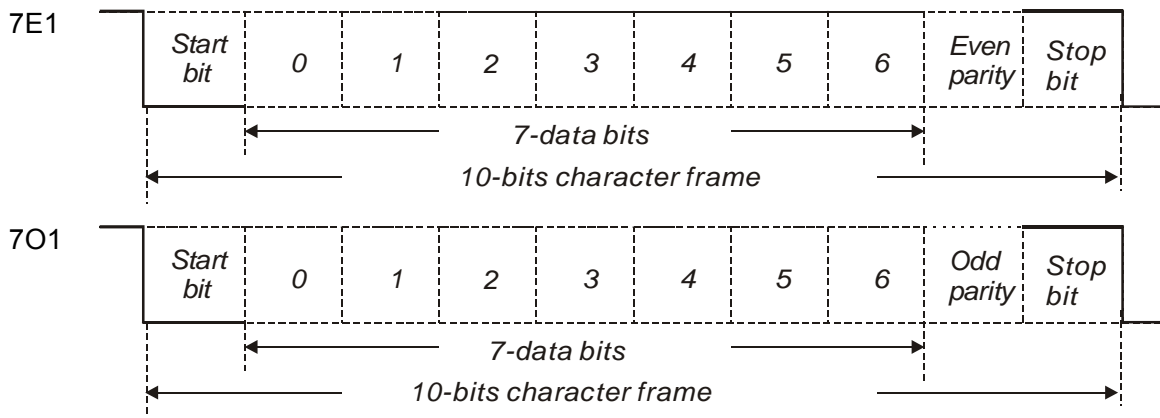 7E1
Start bit 0 1 2 3 4 5 6 Even parity Stop bit
7-data bits
10-bits character frame
7O1
Start bit 0 1 2 3 4 5 6 Odd parity Stop bit
7-data bits
10-bits character frame